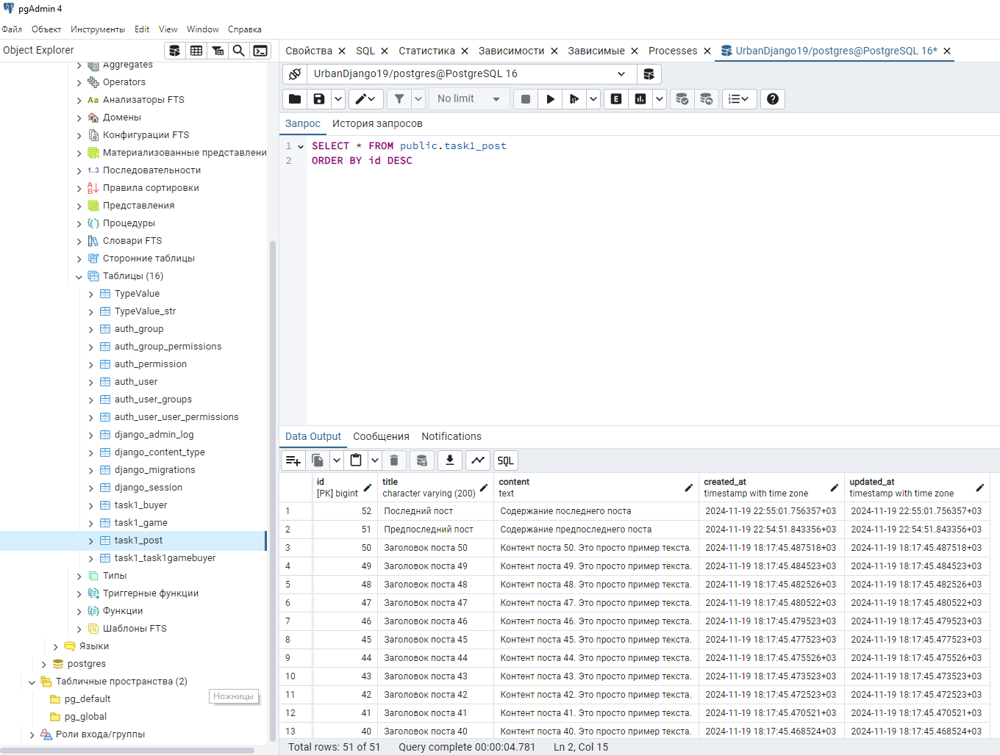 pgAdmin 4
Файл Объект Инструменты Edit View Window Справка
Object Explorer
Свойства SQL Статистика Зависимости Зависимые Processes UrbanDjango19/postgres@PostgreSQL 16*
UrbanDjango19/postgres@PostgreSQL 16
No limit
E
Запрос История запросов
1 SELECT * FROM public.task1_post
2 ORDER BY id DESC
Aggregates
Operators
Aa Анализаторы FTS
Домены
Конфигурации FTS
Материализованные представлени
1..3 Последовательности
Правила сортировки
Представления
Процедуры
Словари FTS
Сторонние таблицы
Таблицы (16)
TypeValue
TypeValue_str
auth_group
auth_group_permissions
auth_permission
auth_user
auth_user_groups
auth_user_user_permissions
django_admin_log
django_content_type
django_migrations
django_session
task1_buyer
task1_game
task1_post
task1_task1gamebuyer
Типы
Триггерные функции
Функции
Шаблоны FTS
Языки
postgres
Табличные пространства (2)
Ножницы
pg_default
pg_global
Роли входа/группы
Data Output Сообщения Notifications
SQL
id title content created_at updated_at
[PK] bigint character varying (200) text timestamp with time zone timestamp with time zone
1 52 Последний пост Содержание последнего поста 2024-11-19 22:55:01.756357+03 2024-11-19 22:55:01.756357+03
2 51 Предпоследний пост Содержание предпоследнего поста 2024-11-19 22:54:51.843356+03 2024-11-19 22:54:51.843356+03
3 50 Заголовок поста 50 Контент поста 50. Это просто пример текста. 2024-11-19 18:17:45.487518+03 2024-11-19 18:17:45.487518+03
4 49 Заголовок поста 49 Контент поста 49. Это просто пример текста. 2024-11-19 18:17:45.484523+03 2024-11-19 18:17:45.484523+03
5 48 Заголовок поста 48 Контент поста 48. Это просто пример текста. 2024-11-19 18:17:45.482526+03 2024-11-19 18:17:45.482526+03
6 47 Заголовок поста 47 Контент поста 47. Это просто пример текста. 2024-11-19 18:17:45.480522+03 2024-11-19 18:17:45.480522+03
7 46 Заголовок поста 46 Контент поста 46. Это просто пример текста. 2024-11-19 18:17:45.479523+03 2024-11-19 18:17:45.479523+03
8 45 Заголовок поста 45 Контент поста 45. Это просто пример текста. 2024-11-19 18:17:45.477523+03 2024-11-19 18:17:45.477523+03
9 44 Заголовок поста 44 Контент поста 44. Это просто пример текста. 2024-11-19 18:17:45.475526+03 2024-11-19 18:17:45.475526+03
10 43 Заголовок поста 43 Контент поста 43. Это просто пример текста. 2024-11-19 18:17:45.473523+03 2024-11-19 18:17:45.473523+03
11 42 Заголовок поста 42 Контент поста 42. Это просто пример текста. 2024-11-19 18:17:45.472523+03 2024-11-19 18:17:45.472523+03
12 41 Заголовок поста 41 Контент поста 41. Это просто пример текста. 2024-11-19 18:17:45.470521+03 2024-11-19 18:17:45.470521+03
13 40 Заголовок поста 40 Контент поста 40. Это просто пример текста. 2024-11-19 18:17:45.468524+03 2024-11-19 18:17:45.468524+03
Total rows: 51 of 51 Query complete 00:00:04.781 Ln 2, Col 15